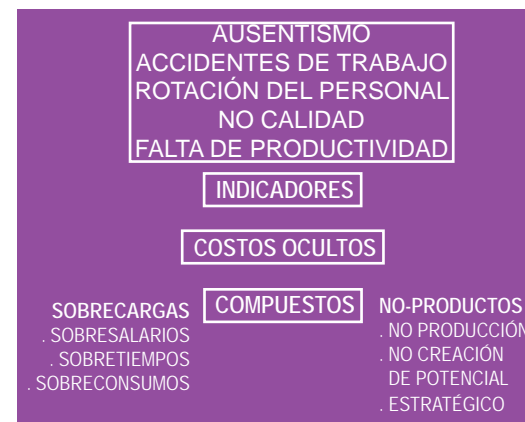 AUSENTISMO
ACCIDENTES DE TRABAJO
ROTACIÓN DEL PERSONAL
NO CALIDAD
FALTA DE PRODUCTIVIDAD
INDICADORES
COSTOS OCULTOS
COMPUESTOS
SOBRECARGAS
. SOBRESALARIOS
. SOBRETIEMPOS
. SOBRECONSUMOS
NO-PRODUCTOS
. NO PRODUCCIÓN
. NO CREACIÓN
DE POTENCIAL
. ESTRATÉGICO